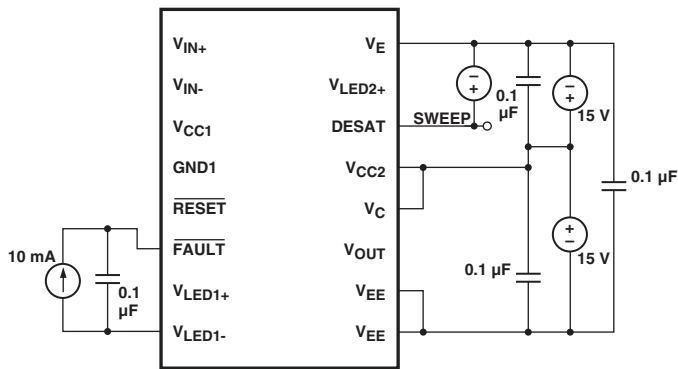 VIN+
VIN-
VCC1
GND1
RESET
FAULT
VLED1+
VLED1-
VE
VLED2+
DESAT
VCC2
VC
VOUT
VEE
VEE
10 mA
0.1
µF
SWEEP
–
+
0.1
µF
–
+
15 V
+
–
15 V
0.1 µF
0.1 µF